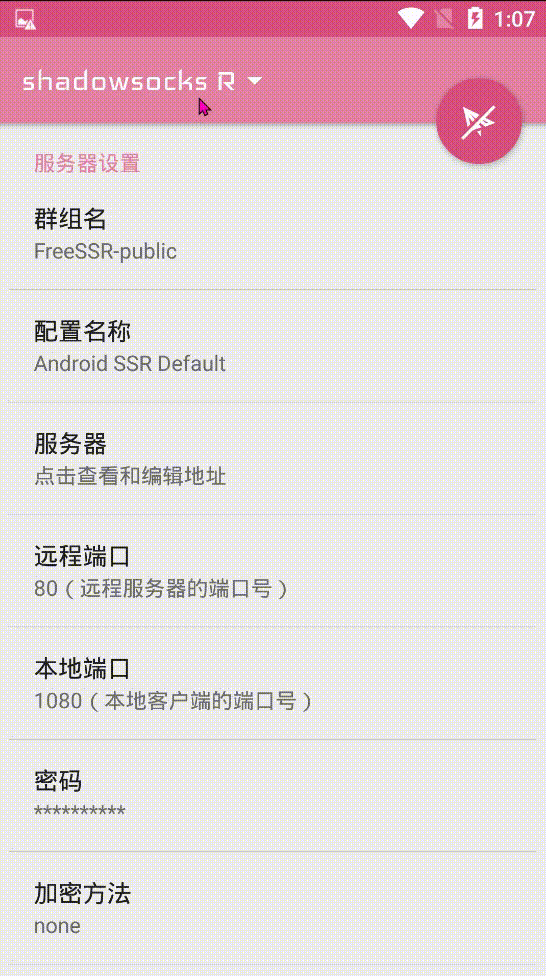 1:07
shadowsocks R
服务器设置
群组名
FreeSSR-public
配置名称
Android SSR Default
服务器
点击查看和编辑地址
远程端口
80（远程服务器的端口号）
本地端口
1080（本地客户端的端口号）
密码
**********
加密方法
none